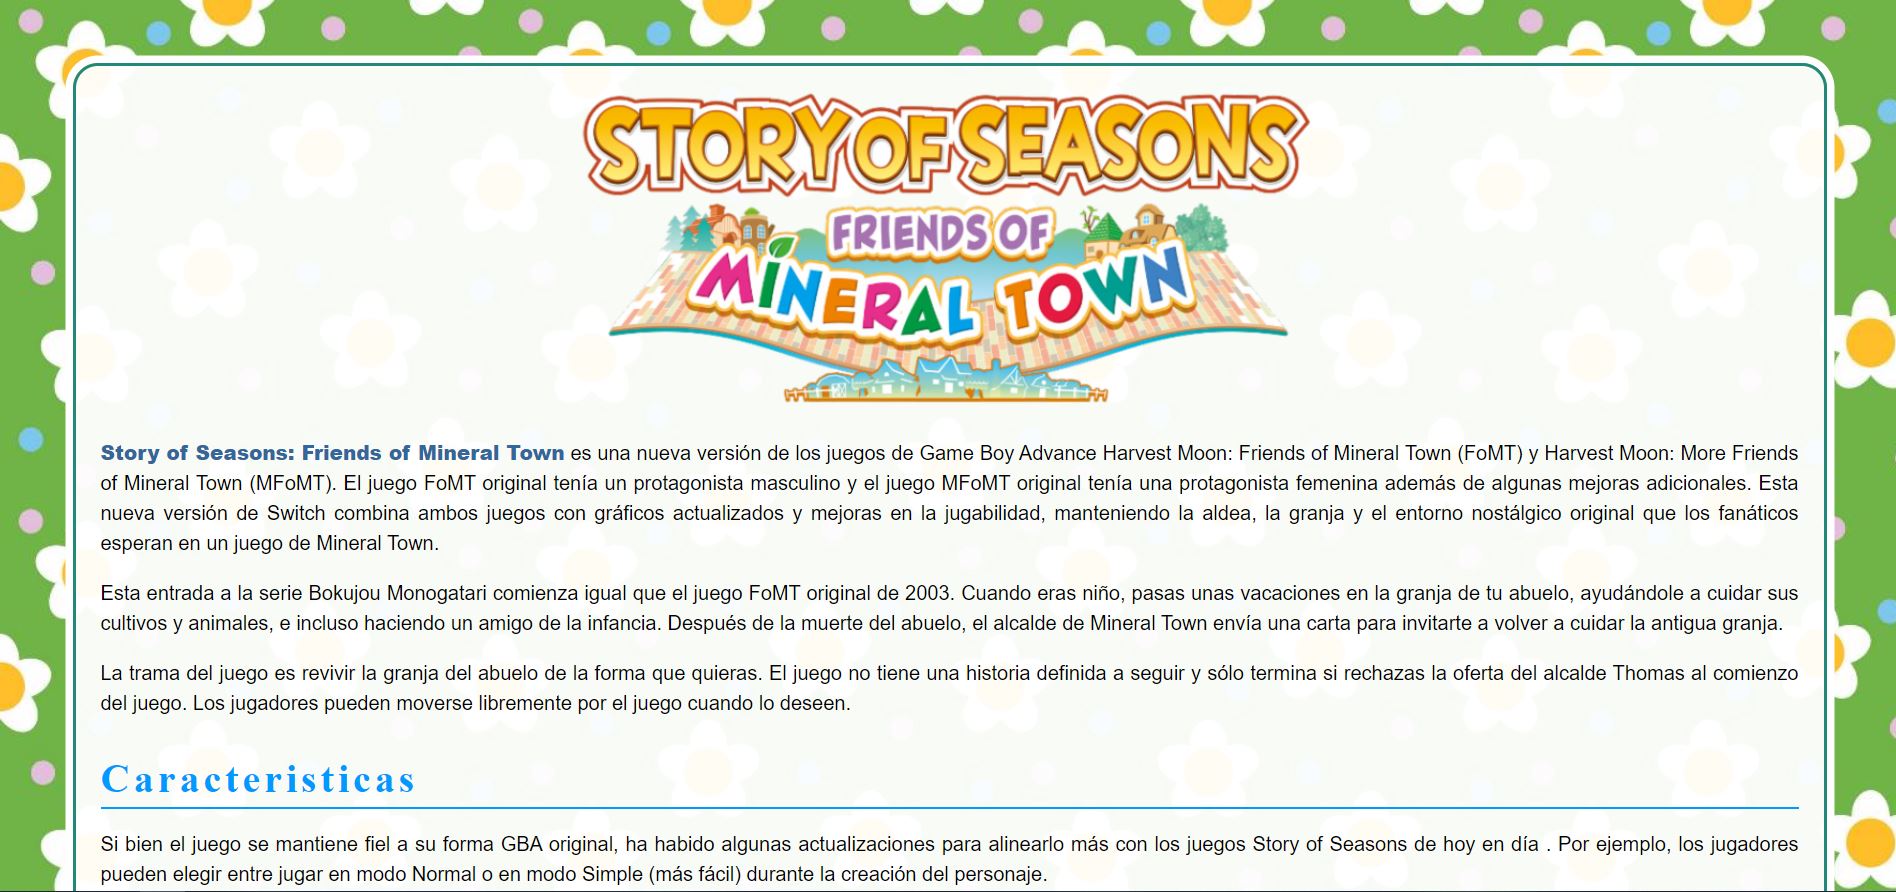 STORY OF SEASONS
FRIENDS OF
MINERAL TOWN
Story of Seasons: Friends of Mineral Town es una nueva versión de los juegos de Game Boy Advance Harvest Moon: Friends of Mineral Town (FoMT) y Harvest Moon: More Friends
of Mineral Town (MFoMT). El juego FoMT original tenía un protagonista masculino y el juego MFoMT original tenía una protagonista femenina además de algunas mejoras adicionales. Esta
nueva versión de Switch combina ambos juegos con gráficos actualizados y mejoras en la jugabilidad, manteniendo la aldea, la granja y el entorno nostálgico original que los fanáticos
esperan en un juego de Mineral Town.
Esta entrada a la serie Bokujou Monogatari comienza igual que el juego FoMT original de 2003. Cuando eras niño, pasas unas vacaciones en la granja de tu abuelo, ayudándole a cuidar sus
cultivos y animales, e incluso haciendo un amigo de la infancia. Después de la muerte del abuelo, el alcalde de Mineral Town envía una carta para invitarte a volver a cuidar la antigua granja.
La trama del juego es revivir la granja del abuelo de la forma que quieras. El juego no tiene una historia definida a seguir y sólo termina si rechazas la oferta del alcalde Thomas al comienzo
del juego. Los jugadores pueden moverse libremente por el juego cuando lo deseen.
Caracteristicas
Si bien el juego se mantiene fiel a su forma GBA original, ha habido algunas actualizaciones para alinearlo más con los juegos Story of Seasons de hoy en día . Por ejemplo, los jugadores
pueden elegir entre jugar en modo Normal o en modo Simple (más fácil) durante la creación del personaje.